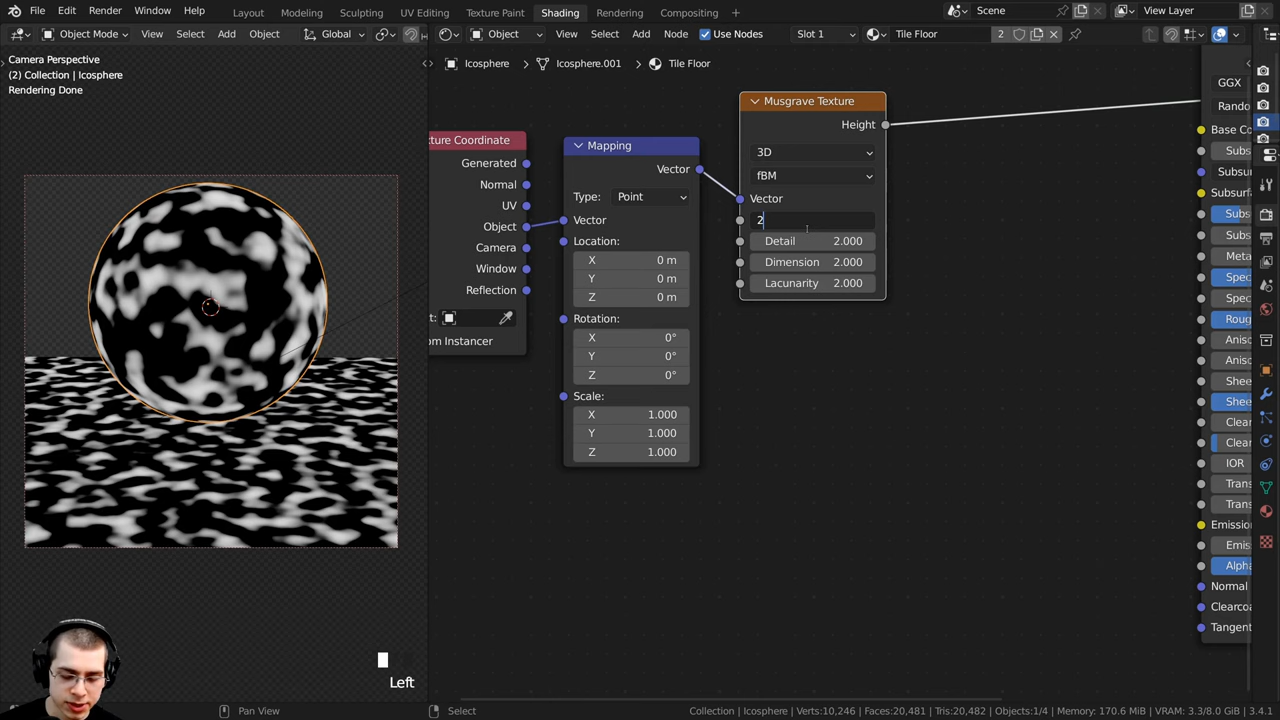 File Edit Render Window Help Layout Modeling Sculpting UV Editing Texture Paint Shading Rendering Compositing + Scene View Layer
Object Mode View Select Add Object Global Object View Select Add Node Use Nodes Slot 1 Tile Floor 2
Camera Perspective
(2) Collection | Icosphere
Rendering Done
Icosphere > Icosphere.001 > Tile Floor
xture Coordinate
Generated
Normal
UV
Object
Camera
Window
Reflection
t:
om Instancer
Mapping
Vector
Type: Point
Vector
Location:
X 0 m
Y 0 m
Z 0 m
Rotation:
X 0°
Y 0°
Z 0°
Scale:
X 1.000
Y 1.000
Z 1.000
Musgrave Texture
Height
3D
fBM
Vector
2
Detail 2.000
Dimension 2.000
Lacunarity 2.000
GGX
Rando
Base Co
Subs
Subsur
Subsurf
Subs
Subs
Meta
Spec
Spec
Roug
Aniso
Aniso
Shee
Shee
Clear
Clear
IOR
Trans
Trans
Emission
Emis
Alpha
Normal
Clearcoa
Tangent
Left
Pan View Select Collection | Icosphere | Verts:10,246 | Faces:20,481 | Tris:20,482 | Objects:1/4 | Memory: 170.6 MiB | VRAM: 3.3/8.0 GiB | 3.4.1